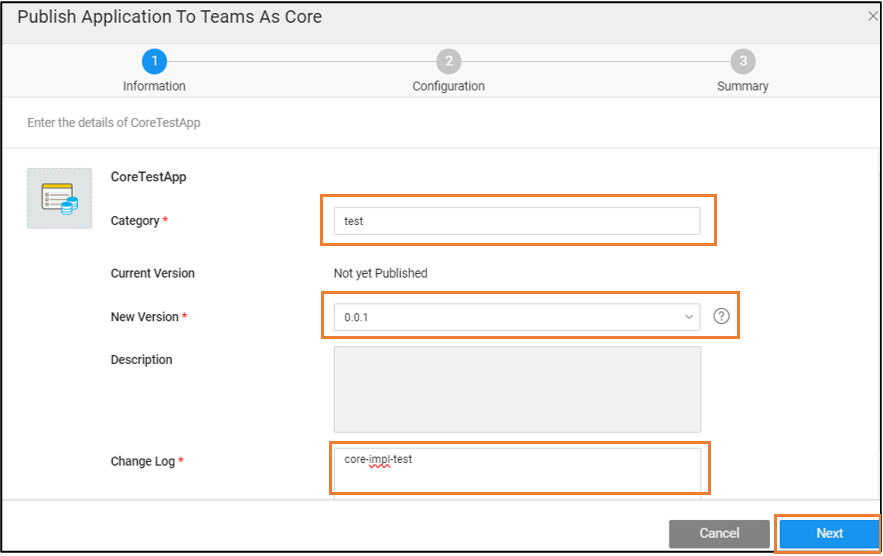 Publish Application To Teams As Core
×
1 2 3
Information Configuration Summary
Enter the details of CoreTestApp
CoreTestApp
Category * test
Current Version Not yet Published
New Version * 0.0.1 ?
Description
Change Log * core-impl-test
Cancel Next